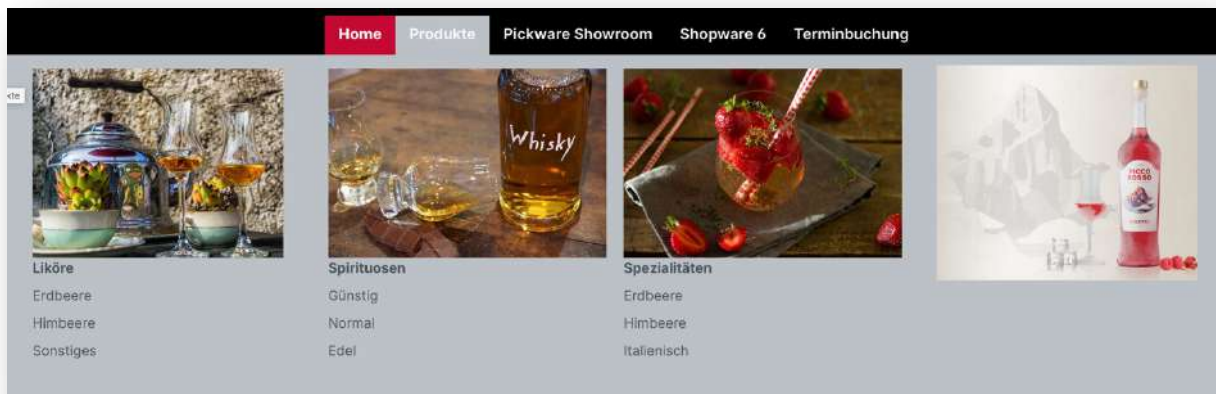 Home Produkte Pickware Showroom Shopware 6 Terminbuchung
Whisky
PICCO
ROSSO
Liköre
Erdbeere
Himbeere
Sonstiges
Spirituosen
Günstig
Normal
Edel
Spezialitäten
Erdbeere
Himbeere
Italienisch